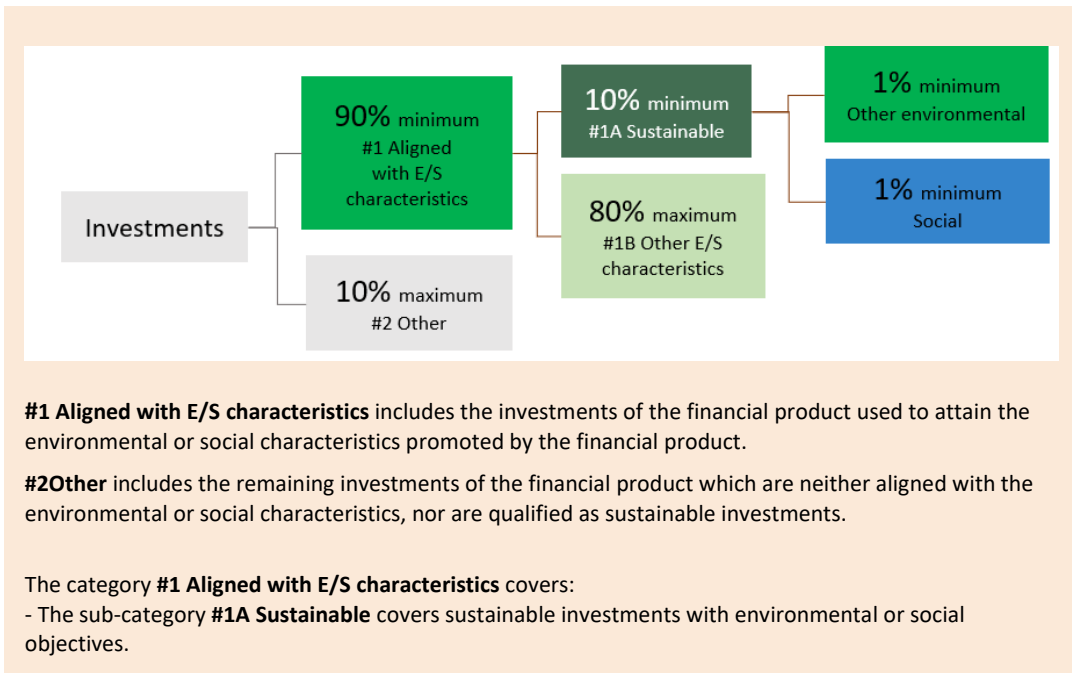 Investments
90% minimum
#1 Aligned
with E/S
characteristics
10% maximum
#2 Other
10% minimum
#1A Sustainable
80% maximum
#1B Other E/S
characteristics
1% minimum
Other environmental
1% minimum
Social
#1 Aligned with E/S characteristics includes the investments of the financial product used to attain the
environmental or social characteristics promoted by the financial product.
#2Other includes the remaining investments of the financial product which are neither aligned with the
environmental or social characteristics, nor are qualified as sustainable investments.
The category #1 Aligned with E/S characteristics covers:
- The sub-category #1A Sustainable covers sustainable investments with environmental or social
objectives.